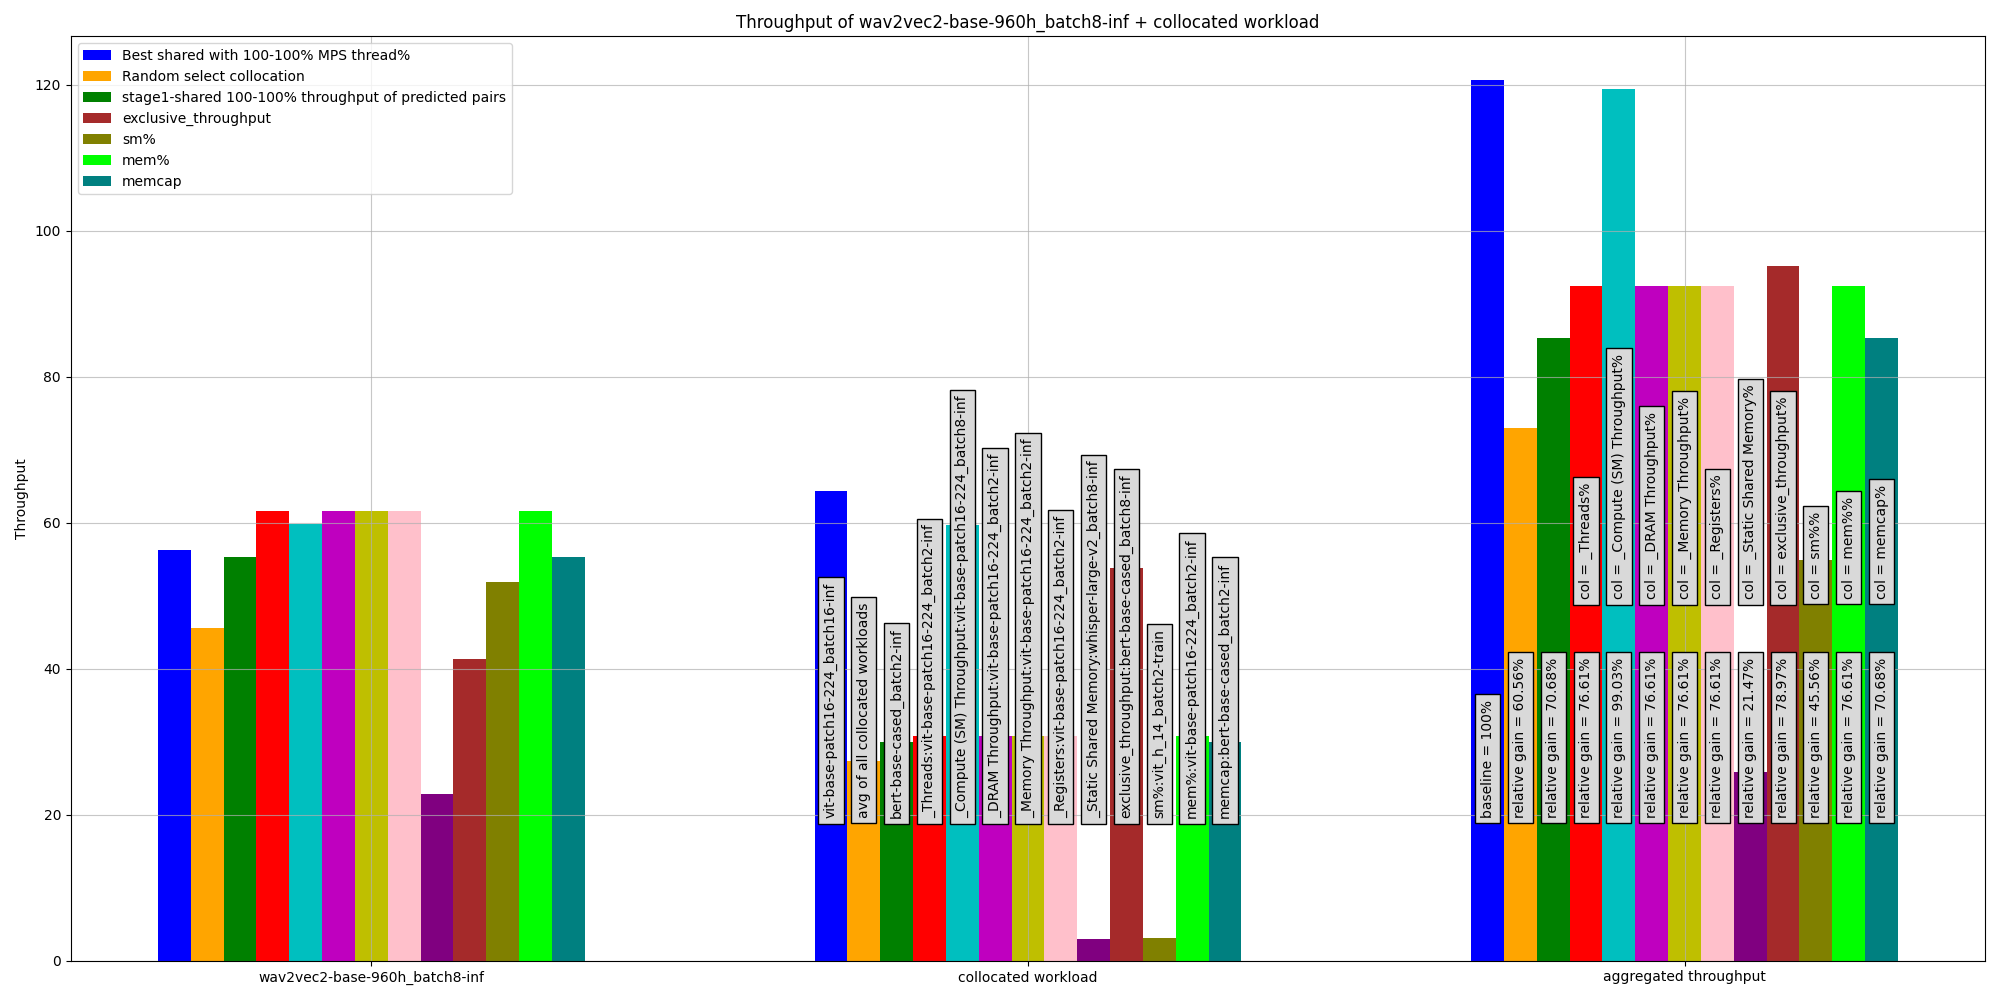 Throughput of wav2vec2-base-960h_batch8-inf + collocated workload
Best shared with 100-100% MPS thread%
Random select collocation
stage1-shared 100-100% throughput of predicted pairs
exclusive_throughput
sm%
mem%
memcap
Throughput
120
100
80
60
40
20
0
vit-base-patch16-224_batch16-inf
avg of all collocated workloads
bert-base-cased_batch2-inf
_Threads:vit-base-patch16-224_batch2-inf
_Compute (SM) Throughput:vit-base-patch16-224_batch8-inf
_DRAM Throughput:vit-base-patch16-224_batch2-inf
_Memory Throughput:vit-base-patch16-224_batch2-inf
_Registers:vit-base-patch16-224_batch2-inf
_Static Shared Memory:whisper-large-v2_batch8-inf
exclusive_throughput:bert-base-cased_batch8-inf
sm%:vit_h_14_batch2-train
mem%:vit-base-patch16-224_batch2-inf
memcap:bert-base-cased_batch2-inf
col = _Threads%
col = _Compute (SM) Throughput%
col = _DRAM Throughput%
col = _Memory Throughput%
col = _Registers%
col = _Static Shared Memory%
col = exclusive_throughput%
col = sm%%
col = mem%%
col = memcap%
baseline = 100%
relative gain = 60.56%
relative gain = 70.68%
relative gain = 76.61%
relative gain = 99.03%
relative gain = 76.61%
relative gain = 76.61%
relative gain = 76.61%
relative gain = 21.47%
relative gain = 78.97%
relative gain = 45.56%
relative gain = 76.61%
relative gain = 70.68%
wav2vec2-base-960h_batch8-inf
collocated workload
aggregated throughput